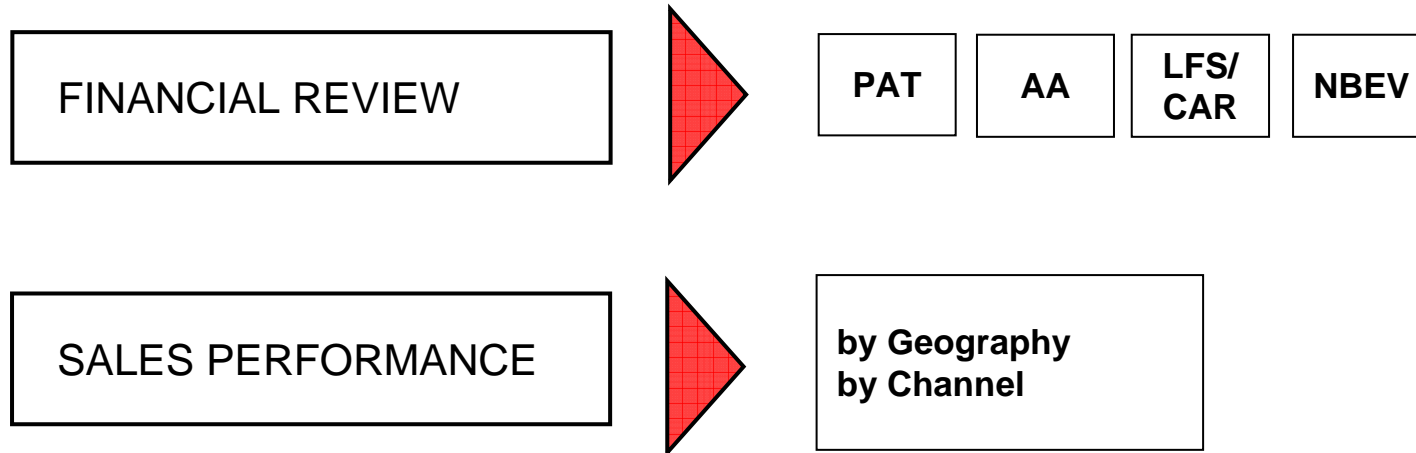 FINANCIAL REVIEW
PAT
AA
LFS/
CAR
NBEV
SALES PERFORMANCE
by Geography
by Channel